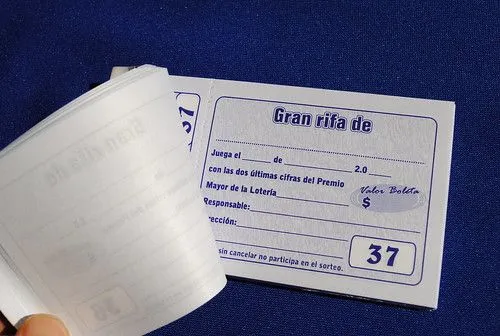 37
Gran rifa de
Juega el ______ de __________ 2.0 ____
con las dos últimas cifras del Premio
Mayor de la Lotería
Valor Boleta
$
Responsable:
rección:
37
sin cancelar no participa en el sorteo.